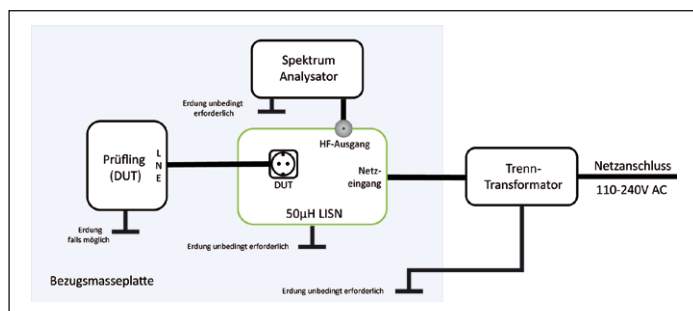 Spektrum
Analysator
Erdung unbedingt
erforderlich
HF-Ausgang
Prüfling
(DUT)
L
N
E
DUT
Netz-
eingang
50µH LISN
Trenn-
Transformator
Netzanschluss
110-240V AC
Erdung
falls möglich
Erdung unbedingt erforderlich
Bezugsmasseplatte
Erdung unbedingt erforderlich